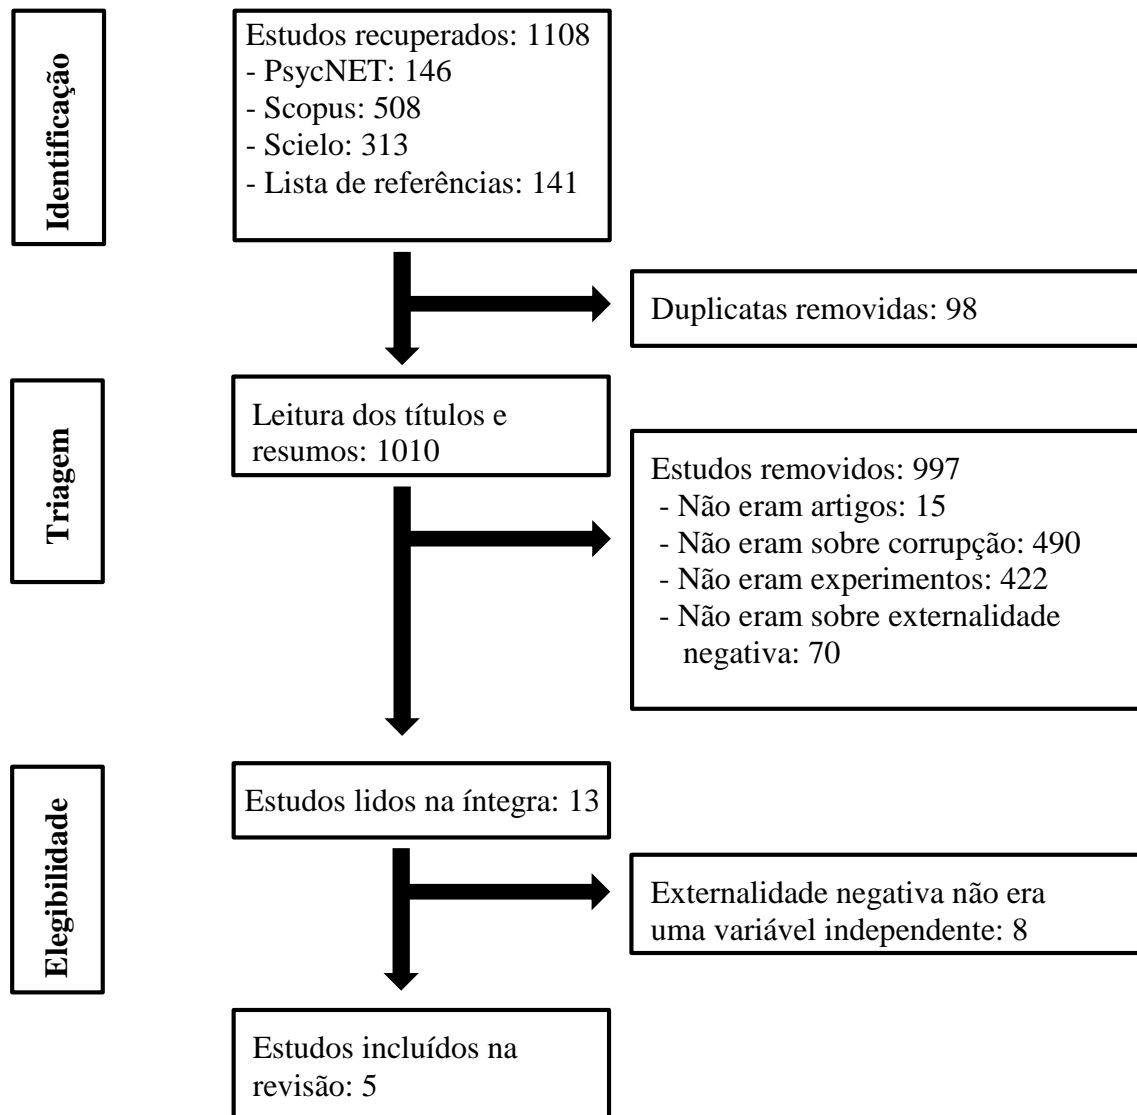 Identificação
Estudos recuperados: 1108
- PsycNET: 146
- Scopus: 508
- Scielo: 313
- Lista de referências: 141
Duplicatas removidas: 98
Triagem
Leitura dos títulos e
resumos: 1010
Estudos removidos: 997
- Não eram artigos: 15
- Não eram sobre corrupção: 490
- Não eram experimentos: 422
- Não eram sobre externalidade
negativa: 70
Elegibilidade
Estudos lidos na íntegra: 13
Externalidade negativa não era
uma variável independente: 8
Estudos incluídos na
revisão: 5